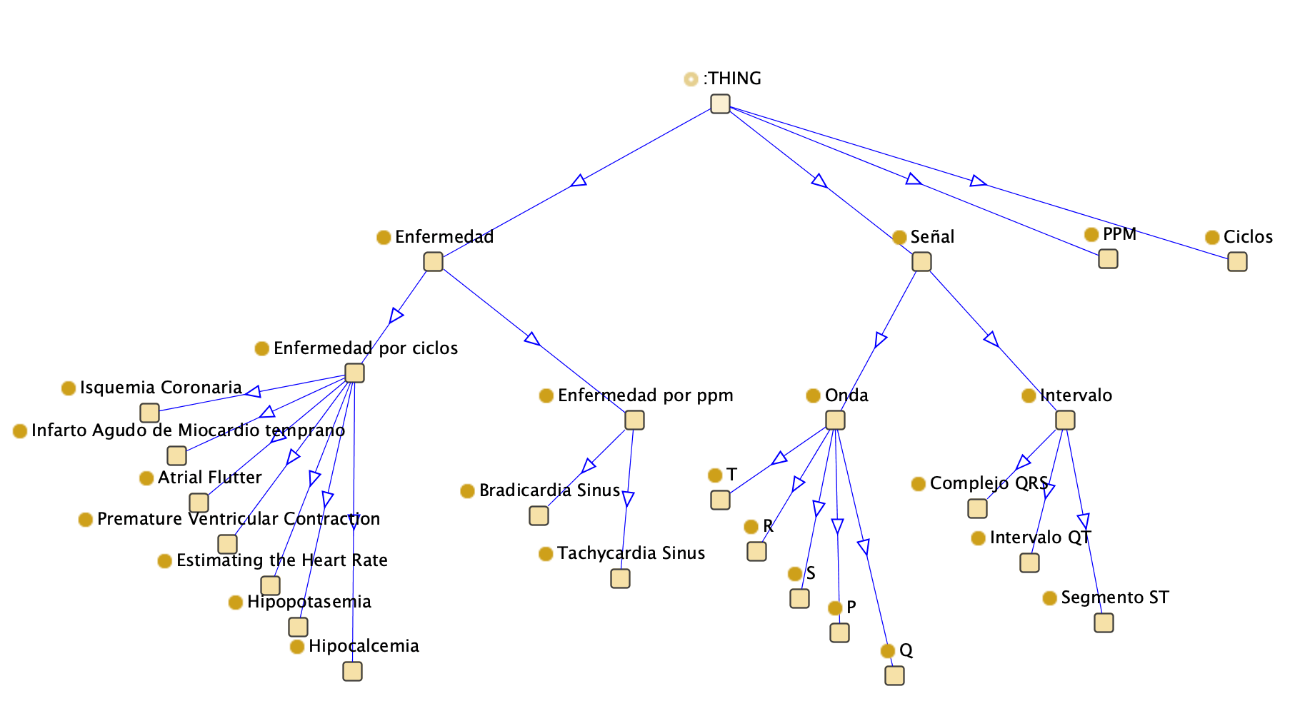 :THING
Enfermedad
Señal
PPM
Ciclos
Enfermedad por ciclos
Isquemia Coronaria
Infarto Agudo de Miocardio temprano
Atrial Flutter
Premature Ventricular Contraction
Estimating the Heart Rate
Hipopotasemia
Hipocalcemia
Enfermedad por ppm
Bradicardia Sinus
Tachycardia Sinus
Onda
T
R
S
P
Q
Intervalo
Complejo QRS
Intervalo QT
Segmento ST